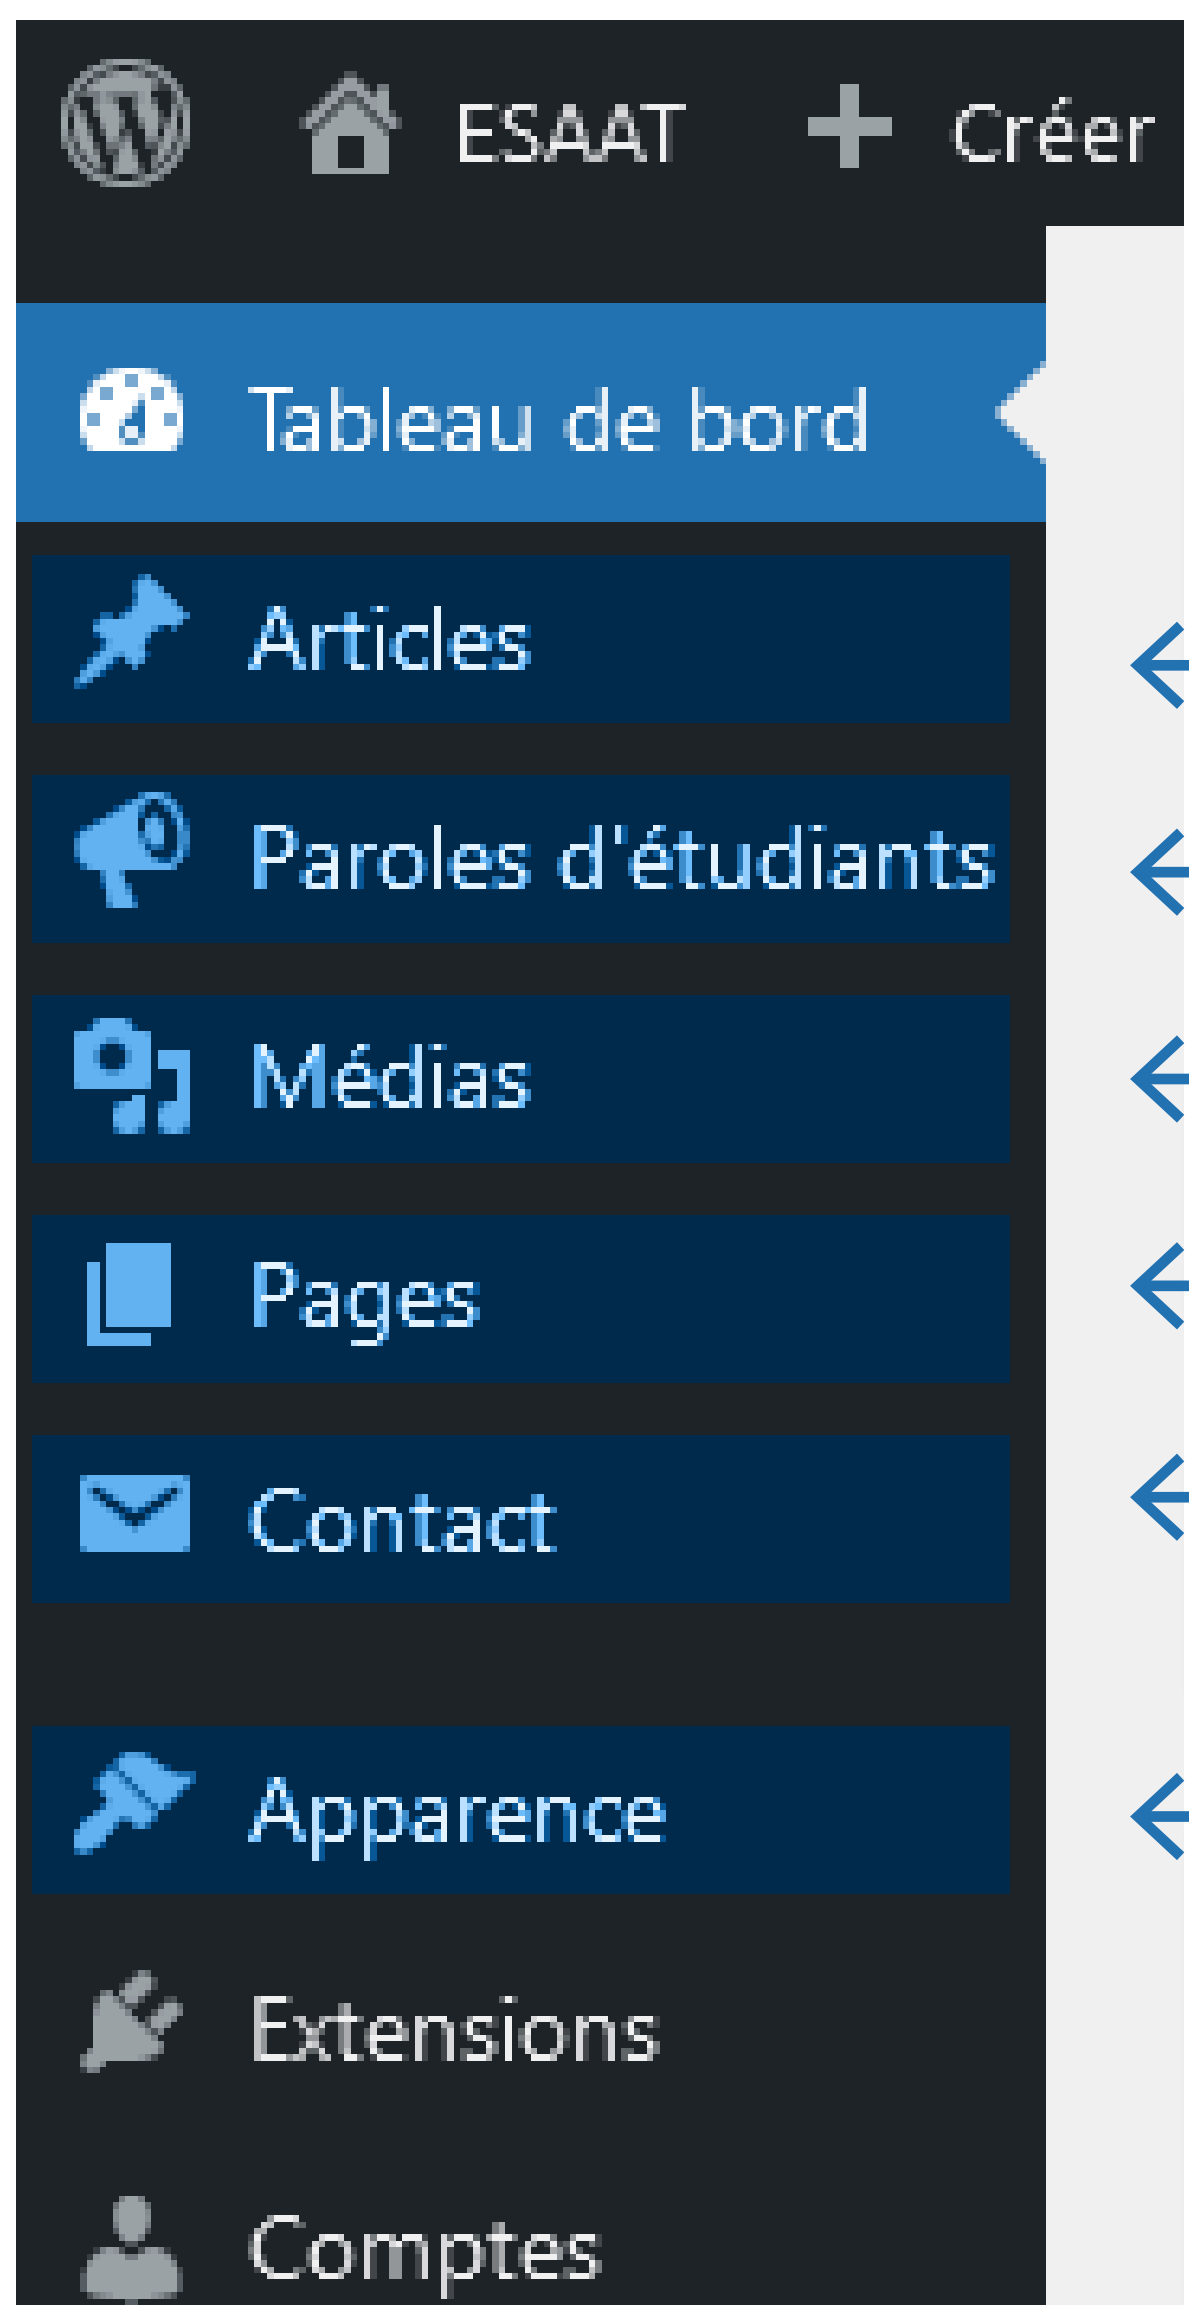 ESAAT Créer
Tableau de bord
Articles
Paroles d'étudiants
Médias
Pages
Contact
Apparence
Extensions
Comptes